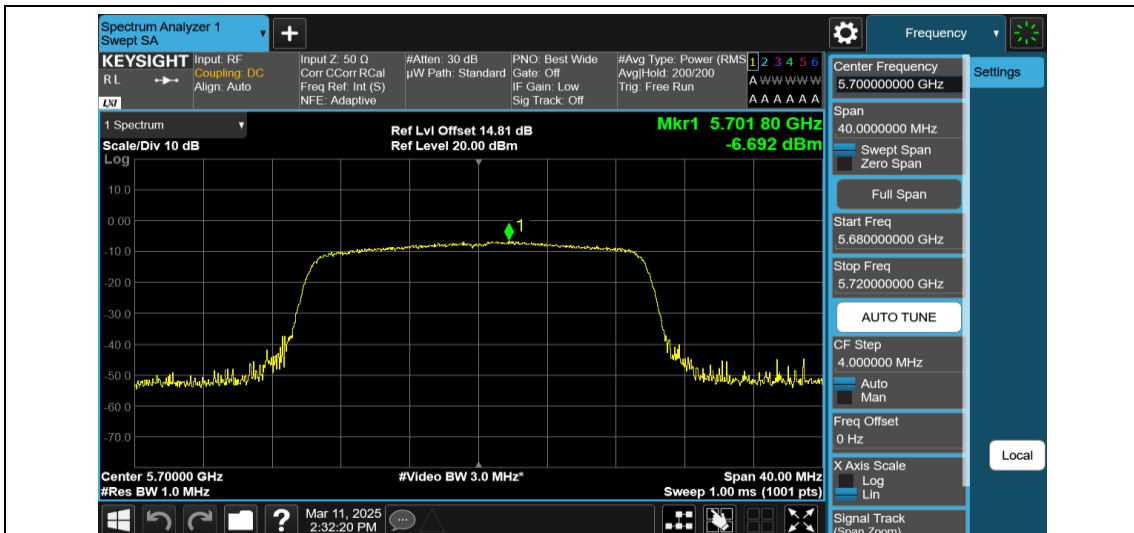 Spectrum Analyzer 1
Swept SA
Frequency
KEYSIGHT
R L
LXI
Input: RF
Coupling: DC
Align: Auto
Input Z: 50 Ω
Corr CCorr RCal
Freq Ref: Int (S)
NFE: Adaptive
#Atten: 30 dB
µW Path: Standard
PNO: Best Wide
Gate: Off
IF Gain: Low
Sig Track: Off
#Avg Type: Power (RMS
Avg|Hold: 200/200
Trig: Free Run
1 2 3 4 5 6
A W W W W W
A A A A A A
1 Spectrum
Scale/Div 10 dB
Log
Ref Lvl Offset 14.81 dB
Ref Level 20.00 dBm
Mkr1 5.701 80 GHz
-6.692 dBm
1
10.0
0.00
-10.0
-20.0
-30.0
-40.0
-50.0
-60.0
-70.0
Center 5.70000 GHz
#Res BW 1.0 MHz
#Video BW 3.0 MHz*
Span 40.00 MHz
Sweep 1.00 ms (1001 pts)
?
Mar 11, 2025
2:32:20 PM
Center Frequency
5.700000000 GHz
Span
40.0000000 MHz
Swept Span
Zero Span
Full Span
Start Freq
5.680000000 GHz
Stop Freq
5.720000000 GHz
AUTO TUNE
CF Step
4.000000 MHz
Auto
Man
Freq Offset
0 Hz
X Axis Scale
Log
Lin
Signal Track
(Span Zoom)
Settings
Local